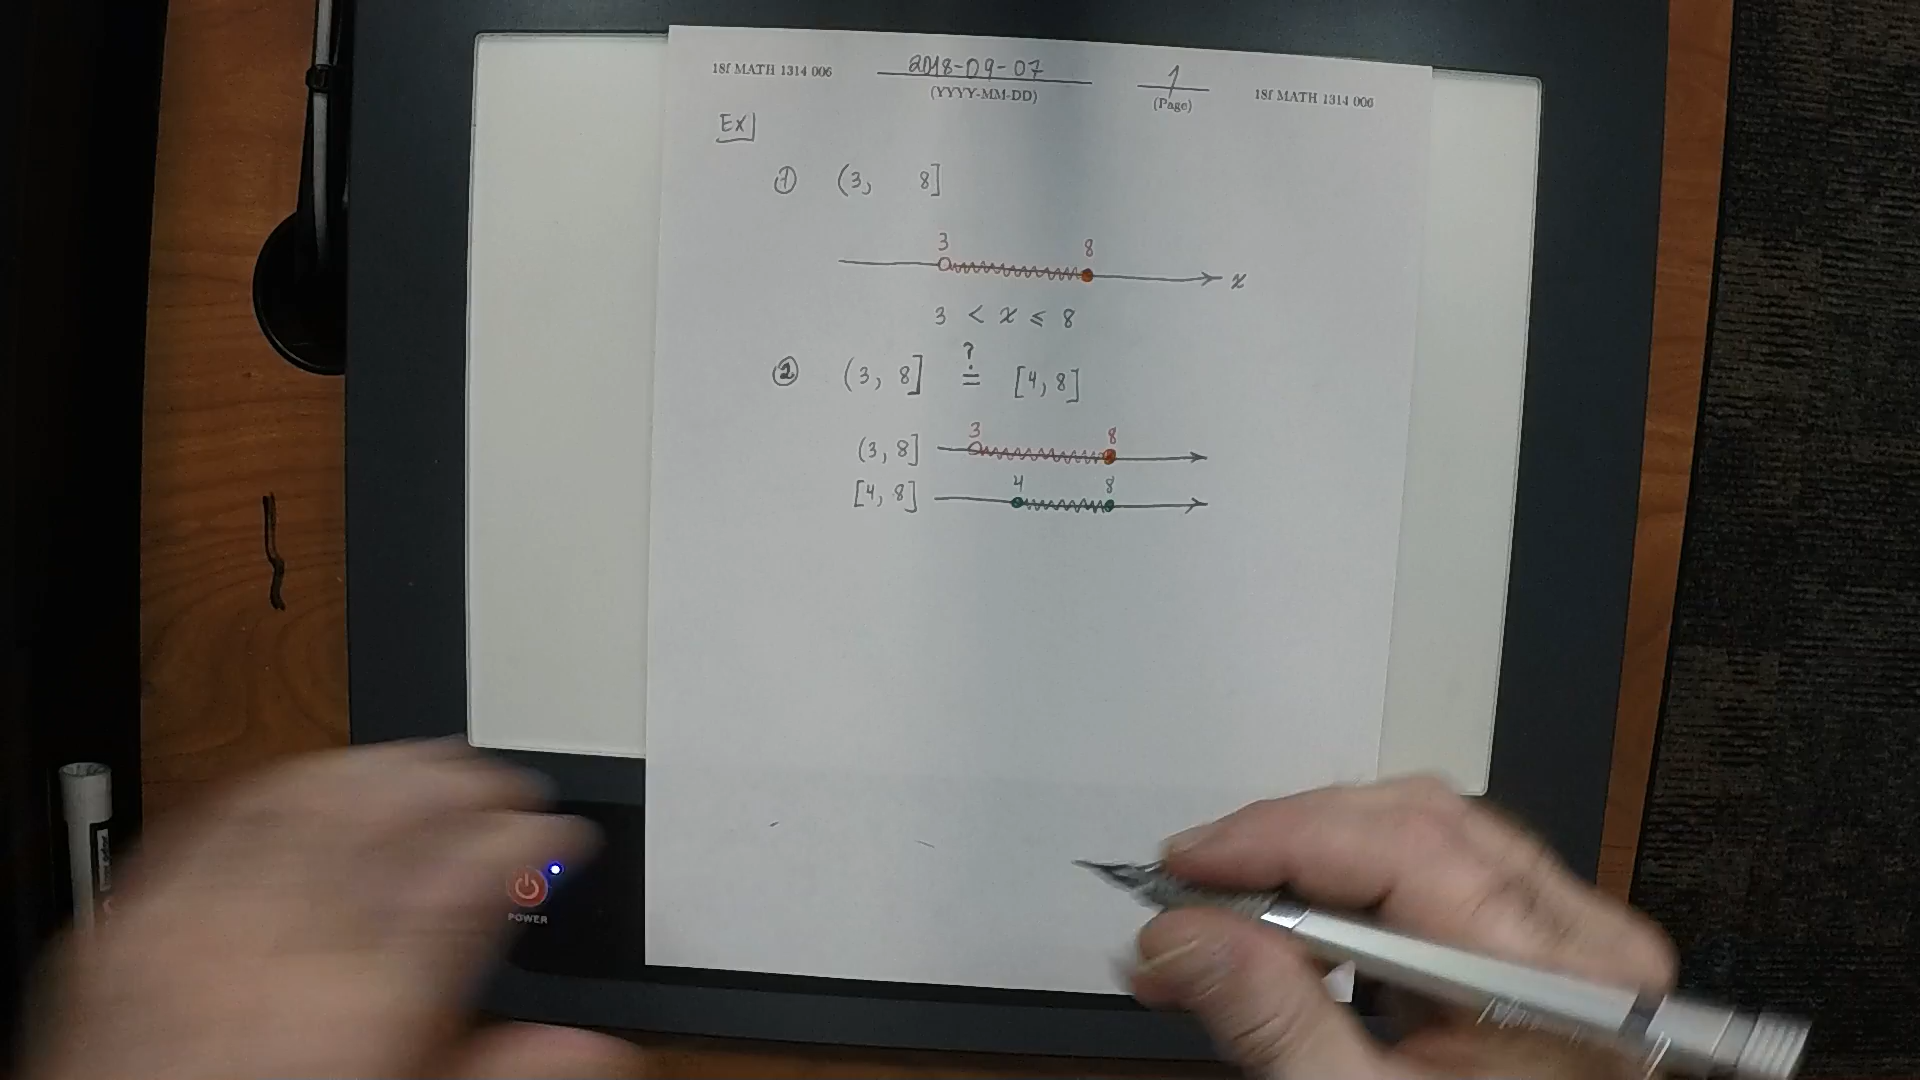 18f MATH 1314 006 2018-09-07 1 18f MATH 1314 006
(YYYY-MM-DD) (Page)
Ex
① (3, 8]
3 8
x
3 < x ⩽ 8
② (3, 8] ≟ [4, 8]
3 8
(3, 8]
4 8
[4, 8]
POWER